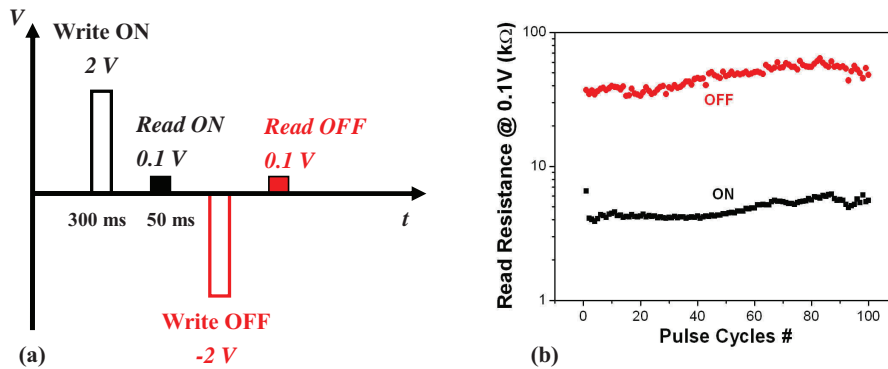 V
Write ON
2 V
Read ON
0.1 V
Read OFF
0.1 V
300 ms
50 ms
t
Write OFF
-2 V
(a)
Read Resistance @ 0.1V (kΩ)
100
10
1
OFF
ON
0
20
40
60
80
100
Pulse Cycles #
(b)